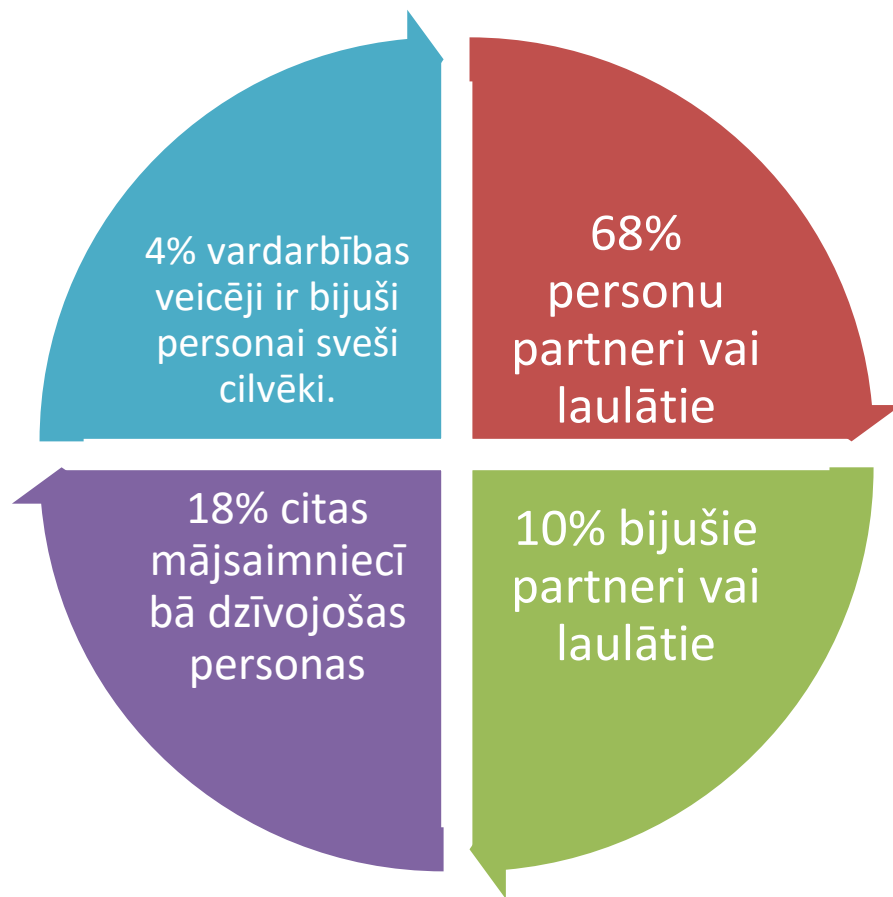 4% vardarbības
veicēji ir bijuši
personai sveši
cilvēki.
68%
personu
partneri vai
laulātie
18% citas
mājsaimniecī
bā dzīvojošas
personas
10% bijušie
partneri vai
laulātie